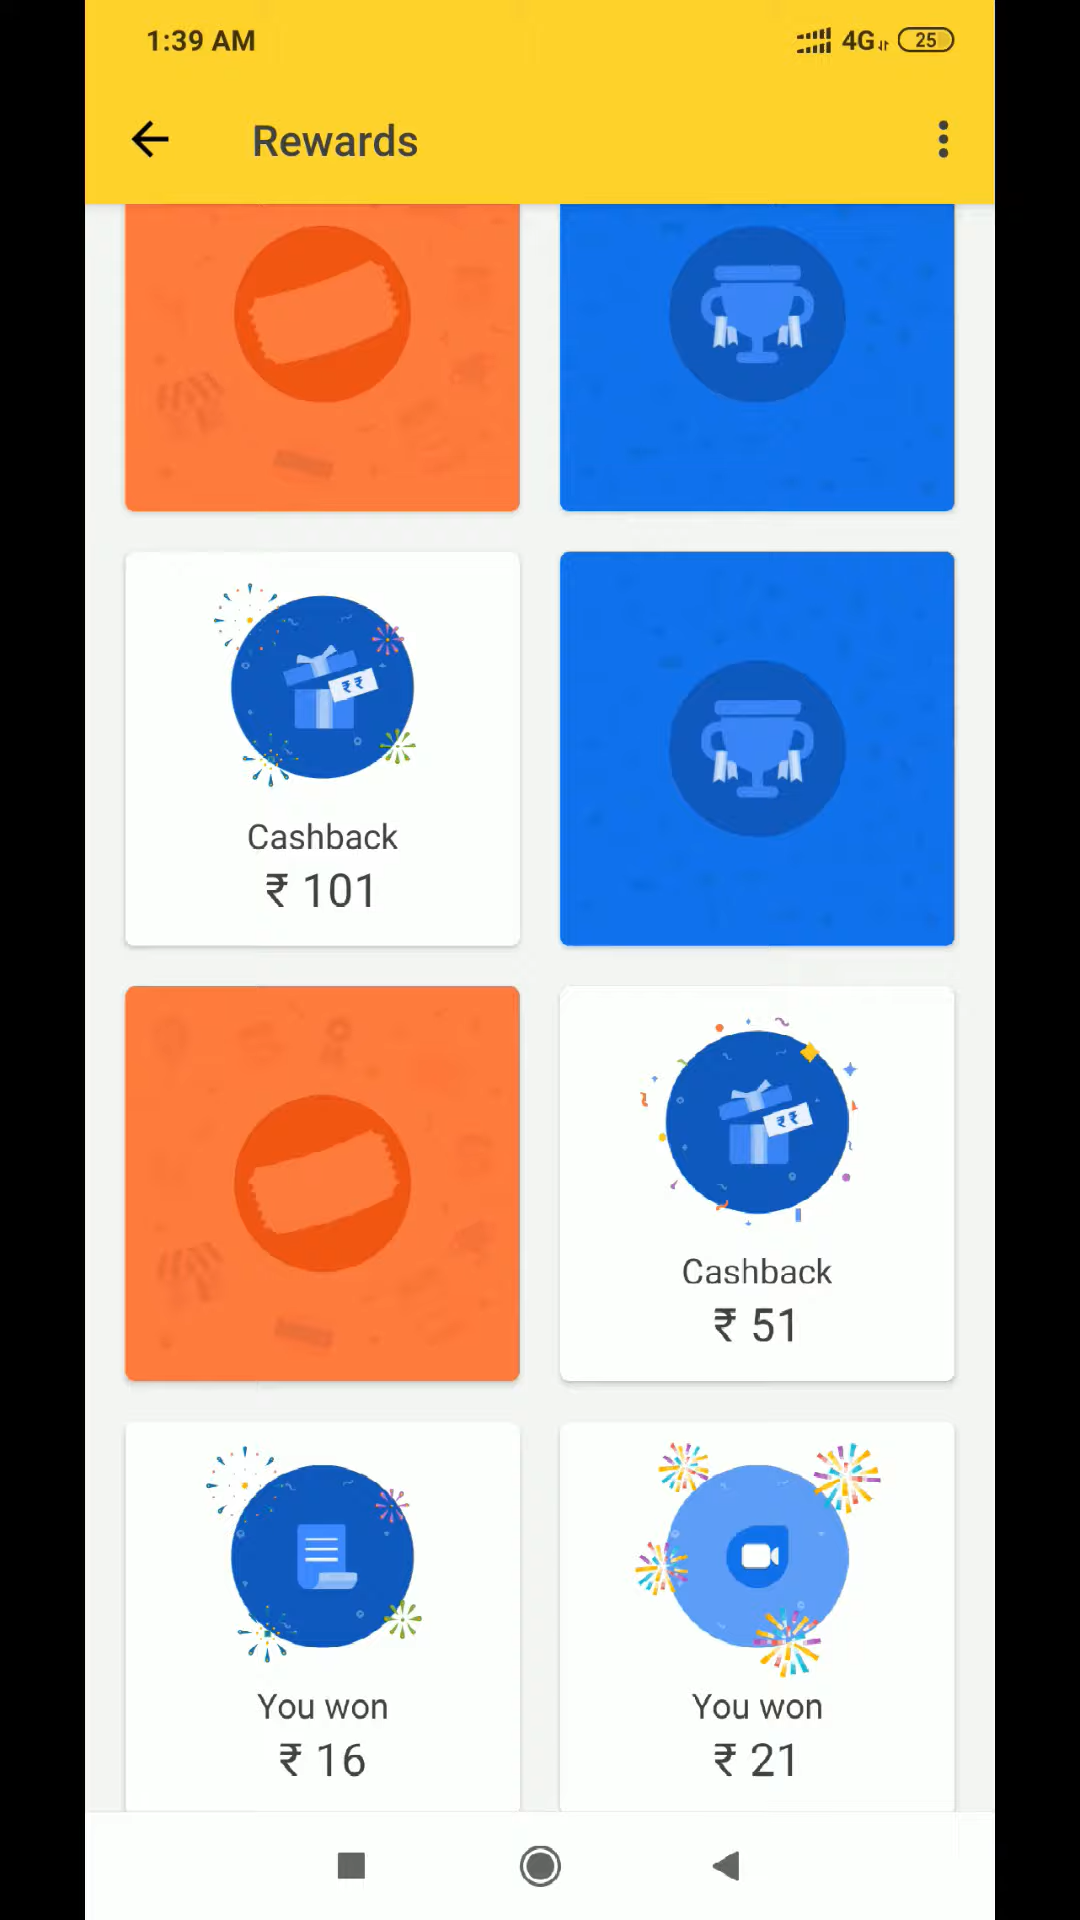 1:39 AM
4G
25
Rewards
₹₹
Cashback
₹ 101
₹₹
Cashback
₹ 51
You won
₹ 16
You won
₹ 21